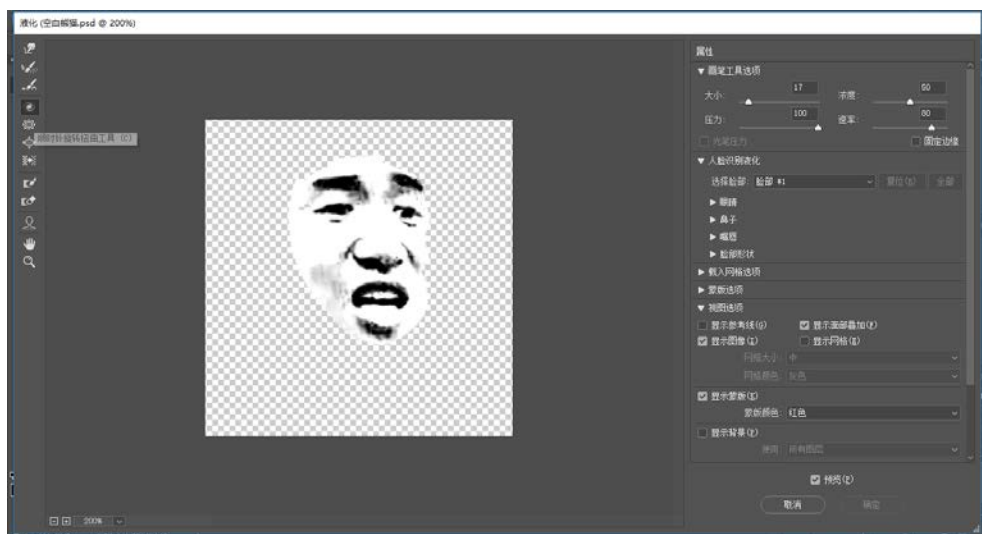 液化 (空白熊猫.psd @ 200%)
顺时针旋转扭曲工具 (C)
200%
属性
画笔工具选项
大小: 17 浓度: 50
压力: 100 速率: 80
光笔压力 固定边缘
人脸识别液化
选择脸部: 脸部 #1 复位(R) 全部
眼睛
鼻子
嘴唇
脸部形状
载入网格选项
蒙版选项
视图选项
显示参考线(G) 显示面部叠加(F)
显示图像(I) 显示网格(E)
网格大小: 中
网格颜色: 灰色
显示蒙版(K)
蒙版颜色: 红色
显示背景(P)
使用: 所有图层
预览(P)
取消 确定